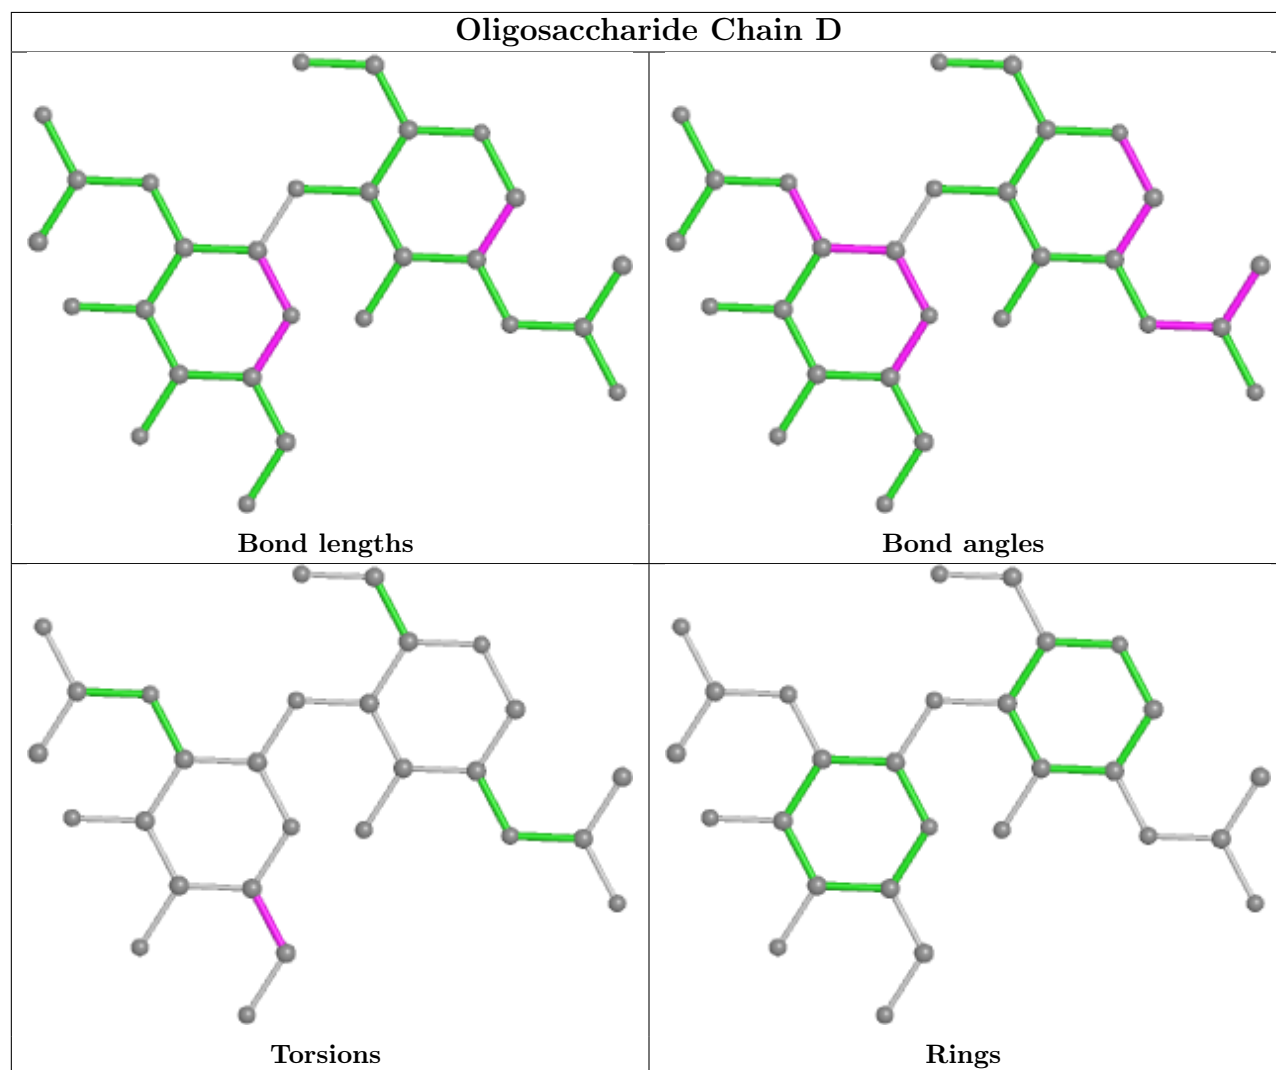 Oligosaccharide Chain D
Bond lengths
Bond angles
Torsions
Rings